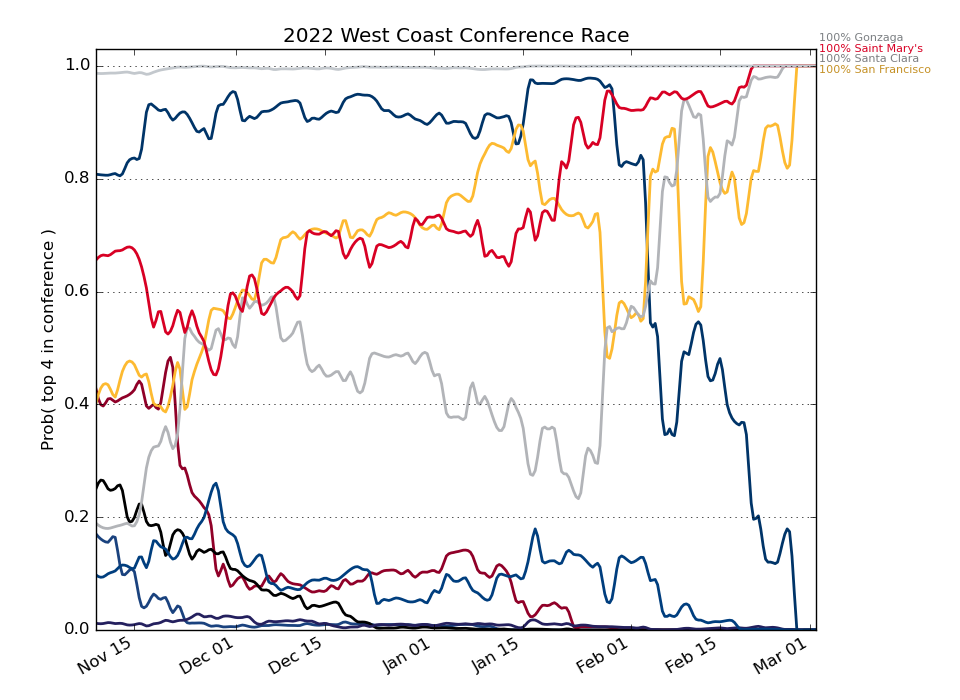 2022 West Coast Conference Race
100% Gonzaga
100% Saint Mary's
100% Santa Clara
100% San Francisco
Prob( top 4 in conference )
1.0
0.8
0.6
0.4
0.2
0.0
Nov 15
Dec 01
Dec 15
Jan 01
Jan 15
Feb 01
Feb 15
Mar 01